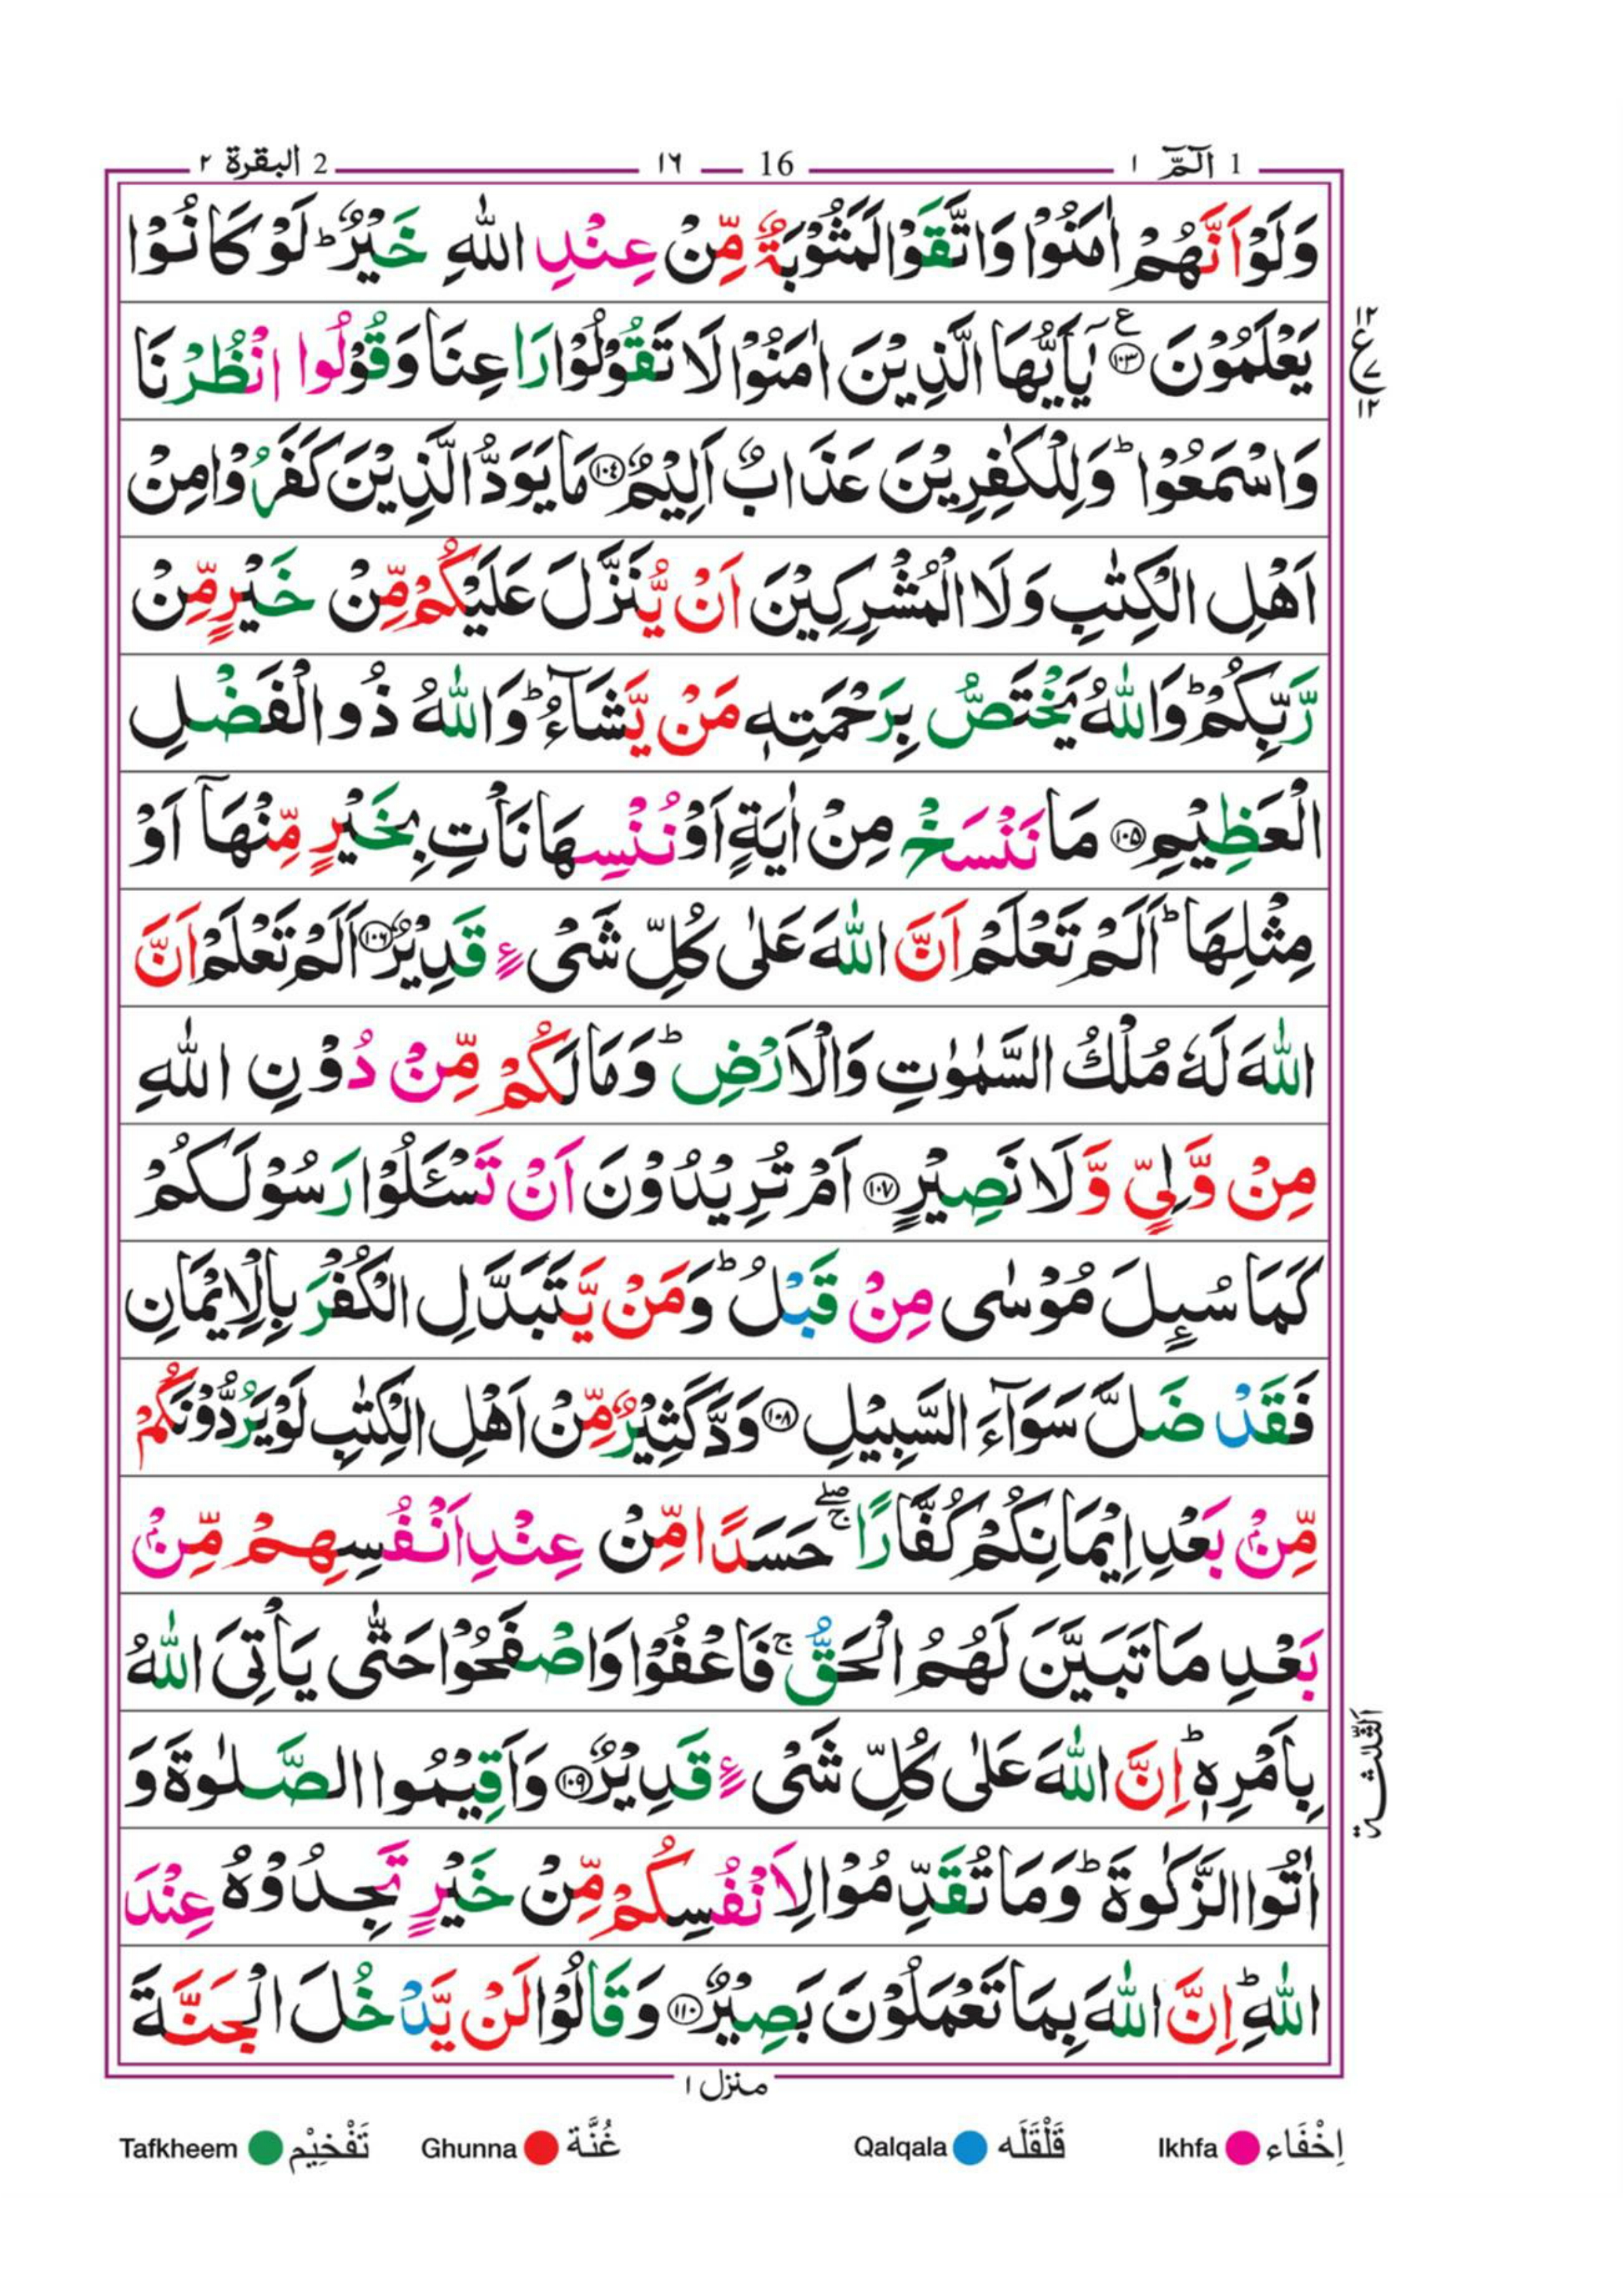 1 الٓمّٓ ١ 16 — ١٦ 2 البقرة ٢
وَلَوْ اَنَّهُمْ اٰمَنُوْا وَاتَّقَوْا لَمَثُوْبَةٌ مِّنْ عِنْدِ اللّٰهِ خَيْرٌ ؕ لَوْ كَانُوْا
يَعْلَمُوْنَ ۝١٠٣ يٰۤاَيُّهَا الَّذِيْنَ اٰمَنُوْا لَا تَقُوْلُوْا رَاعِنَا وَقُوْلُوا انْظُرْنَا
١٢ ع ٧ ١٢
وَاسْمَعُوْا ؕ وَلِلْكٰفِرِيْنَ عَذَابٌ اَلِيْمٌ ۝١٠٤ مَا يَوَدُّ الَّذِيْنَ كَفَرُوْا مِنْ
اَهْلِ الْكِتٰبِ وَلَا الْمُشْرِكِيْنَ اَنْ يُّنَزَّلَ عَلَيْكُمْ مِّنْ خَيْرٍ مِّنْ
رَّبِّكُمْ ؕ وَاللّٰهُ يَخْتَصُّ بِرَحْمَتِهٖ مَنْ يَّشَآءُ ؕ وَاللّٰهُ ذُو الْفَضْلِ
الْعَظِيْمِ ۝١٠٥ مَا نَنْسَخْ مِنْ اٰيَةٍ اَوْ نُنْسِهَا نَاْتِ بِخَيْرٍ مِّنْهَاۤ اَوْ
مِثْلِهَا ؕ اَلَمْ تَعْلَمْ اَنَّ اللّٰهَ عَلٰى كُلِّ شَىْءٍ قَدِيْرٌ ۝١٠٦ اَلَمْ تَعْلَمْ اَنَّ
اللّٰهَ لَهٗ مُلْكُ السَّمٰوٰتِ وَالْاَرْضِ ؕ وَمَا لَكُمْ مِّنْ دُوْنِ اللّٰهِ
مِنْ وَّلِىٍّ وَّلَا نَصِيْرٍ ۝١٠٧ اَمْ تُرِيْدُوْنَ اَنْ تَسْئَلُوْا رَسُوْلَكُمْ
كَمَا سُئِلَ مُوْسٰى مِنْ قَبْلُ ؕ وَمَنْ يَّتَبَدَّلِ الْكُفْرَ بِالْاِيْمَانِ
فَقَدْ ضَلَّ سَوَآءَ السَّبِيْلِ ۝١٠٨ وَدَّ كَثِيْرٌ مِّنْ اَهْلِ الْكِتٰبِ لَوْ يَرُدُّوْنَكُمْ
مِّنْۢ بَعْدِ اِيْمَانِكُمْ كُفَّارًا ۖۚ حَسَدًا مِّنْ عِنْدِ اَنْفُسِهِمْ مِّنْۢ
بَعْدِ مَا تَبَيَّنَ لَهُمُ الْحَقُّ ۚ فَاعْفُوْا وَاصْفَحُوْا حَتّٰى يَاْتِىَ اللّٰهُ
بِاَمْرِهٖ ؕ اِنَّ اللّٰهَ عَلٰى كُلِّ شَىْءٍ قَدِيْرٌ ۝١٠٩ وَاَقِيْمُوا الصَّلٰوةَ وَ
الثلٰثة
اٰتُوا الزَّكٰوةَ ؕ وَمَا تُقَدِّمُوْا لِاَنْفُسِكُمْ مِّنْ خَيْرٍ تَجِدُوْهُ عِنْدَ
اللّٰهِ ؕ اِنَّ اللّٰهَ بِمَا تَعْمَلُوْنَ بَصِيْرٌ ۝١١٠ وَقَالُوْا لَنْ يَّدْخُلَ الْجَنَّةَ
منزل ١
Tafkheem تَفْخِيْم Ghunna غُنَّة Qalqala قَلْقَلَه Ikhfa اِخْفَاء